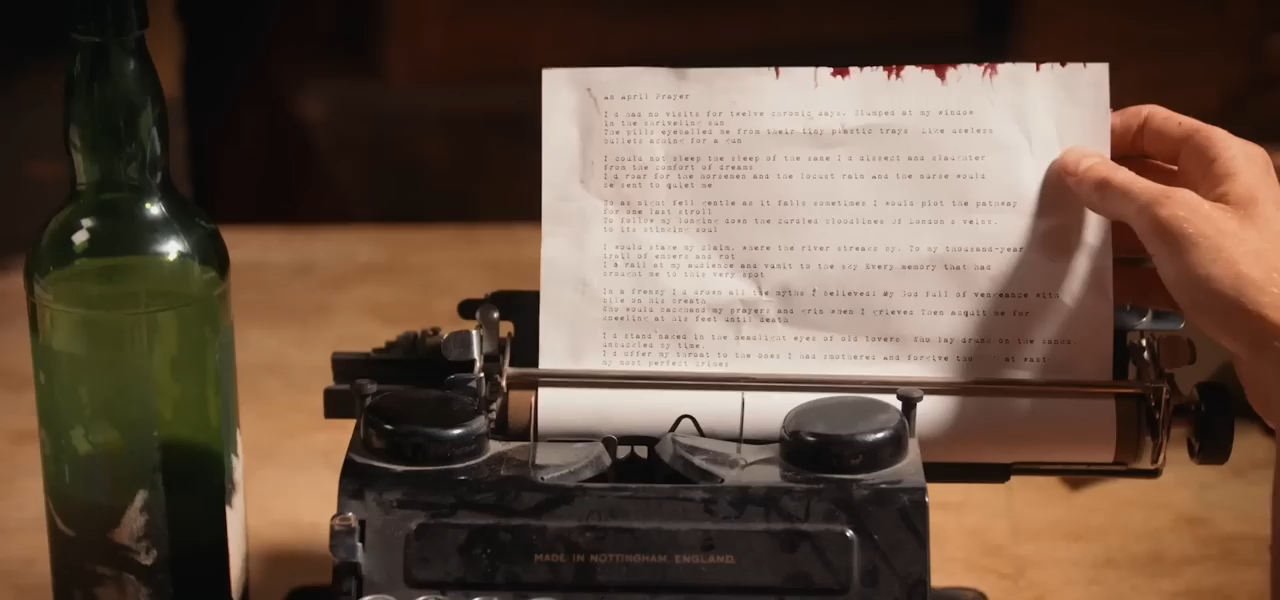 An April Prayer
I'd had no visits for twelve chronic days. Slumped at my window
in the shriveling sun
The pills eyeballed me from their tiny plastic trays Like useless
bullets aching for a gun
I could not sleep the sleep of the sane I'd dissect and slaughter
from the comfort of dreams
I'd roar for the horsemen and the locust rain And the nurse would
be sent to quiet me
So as night fell gentle as it falls sometimes I would plot the pathway
for one last stroll
To follow my longing down the curdled bloodlines Of London's veins.
to its stinking soul
I would stake my claim. where the river streaks by. To my thousand-year
troll of embers and rot
I'd rail at my audience and vomit to the sky Every memory that had
brought me to this very spot
In a frenzy I'd drown all the myths I believed! My God Full of vengeance with
bile on his breath
Who would backhand my prayers and grin when I grieved Then acquit me for
kneeling at his feet until death
I'd stand naked in the headlight eyes of old lovers Who lay drunk on the sands.
unbuckled by time.
I'd offer my throat to the ones I had smothered And forgive at last
my most perfect crimes
MADE IN NOTTINGHAM, ENGLAND.